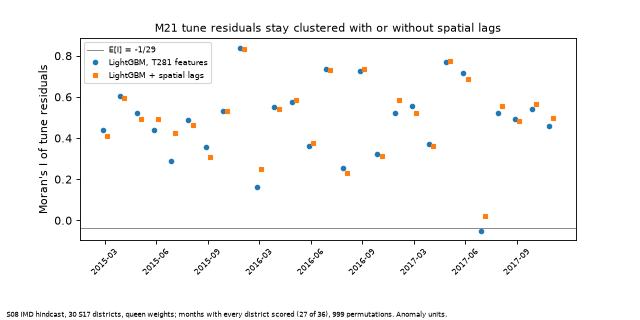 M21 tune residuals stay clustered with or without spatial lags
Moran's I of tune residuals
0.8
0.6
0.4
0.2
0.0
E[I] = -1/29
LightGBM, T281 features
LightGBM + spatial lags
2015-03
2015-06
2015-09
2016-03
2016-06
2016-09
2017-03
2017-06
2017-09
S08 IMD hindcast, 30 S17 districts, queen weights; months with every district scored (27 of 36), 999 permutations. Anomaly units.